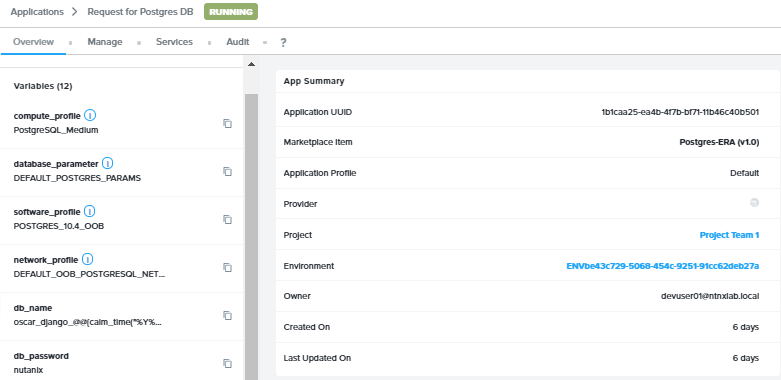 Applications > Request for Postgres DB RUNNING
Overview Manage Services Audit ?
Variables (12)
compute_profile
PostgreSQL_Medium
database_parameter
DEFAULT_POSTGRES_PARAMS
software_profile
POSTGRES_10.4_OOB
network_profile
DEFAULT_OOB_POSTGRESQL_NET...
db_name
oscar_django_@@{calm_time("%Y%...
db_password
nutanix
App Summary
Application UUID 1b1caa25-ea4b-4f7b-bf71-11b46c40b501
Marketplace Item Postgres-ERA (v1.0)
Application Profile Default
Provider
Project Project Team 1
Environment ENVbe43c729-5068-454c-9251-91cc62deb27a
Owner devuser01@ntnxlab.local
Created On 6 days
Last Updated On 6 days